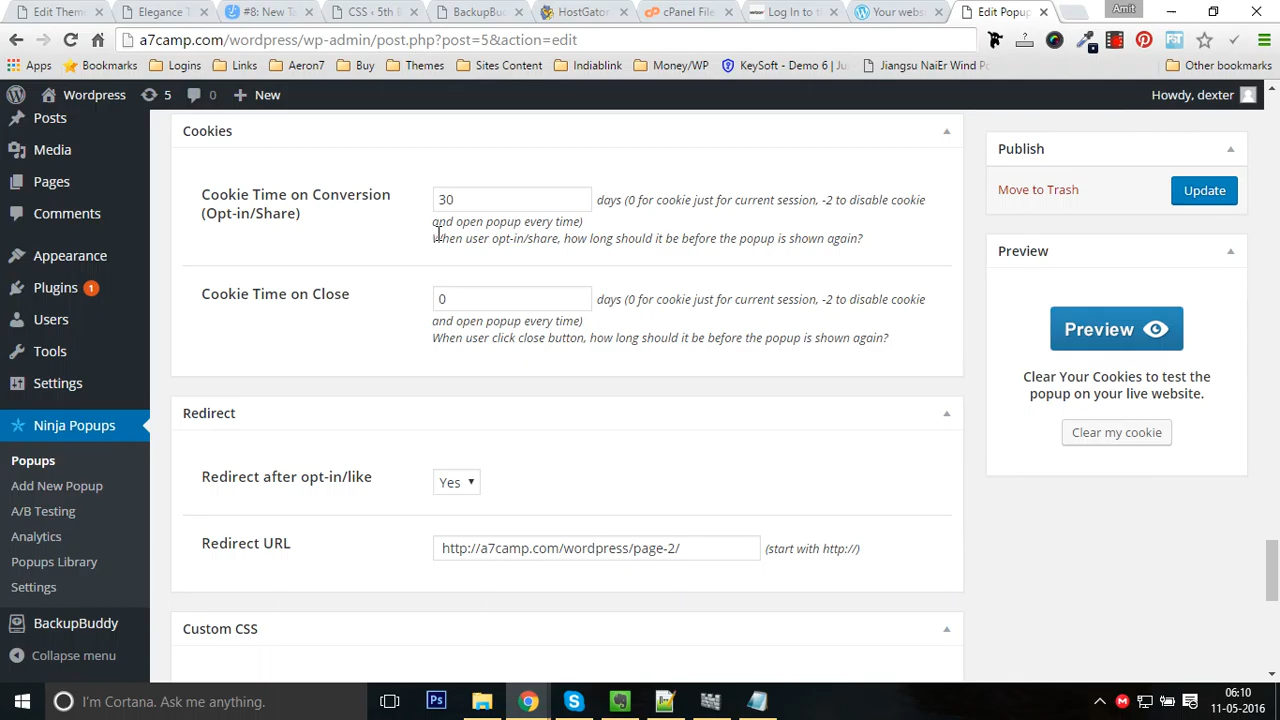 Edit Theme
Elegance T
#8: New Ta
CSS ‹ 5th B
BackupBud
HostGator
cPanel File
Log In to th
Your webs
Edit Popup
Amit
a7camp.com/wordpress/wp-admin/post.php?post=5&action=edit
Apps
Bookmarks
Logins
Links
Aeron7
Buy
Themes
Sites Content
Indiablink
Money/WP
KeySoft - Demo 6 | Ju
Jiangsu NaiEr Wind Po
Other bookmarks
Wordpress
5
0
New
Howdy, dexter
Posts
Media
Pages
Comments
Appearance
Plugins 1
Users
Tools
Settings
Ninja Popups
Popups
Add New Popup
A/B Testing
Analytics
Popups Library
Settings
BackupBuddy
Collapse menu
Cookies
Cookie Time on Conversion
(Opt-in/Share)
30
days (0 for cookie just for current session, -2 to disable cookie
and open popup every time)
When user opt-in/share, how long should it be before the popup is shown again?
Cookie Time on Close
0
days (0 for cookie just for current session, -2 to disable cookie
and open popup every time)
When user click close button, how long should it be before the popup is shown again?
Redirect
Redirect after opt-in/like
Yes
Redirect URL
http://a7camp.com/wordpress/page-2/
(start with http://)
Custom CSS
Publish
Move to Trash
Update
Preview
Preview
Clear Your Cookies to test the
popup on your live website.
Clear my cookie
I'm Cortana. Ask me anything.
06:10
11-05-2016